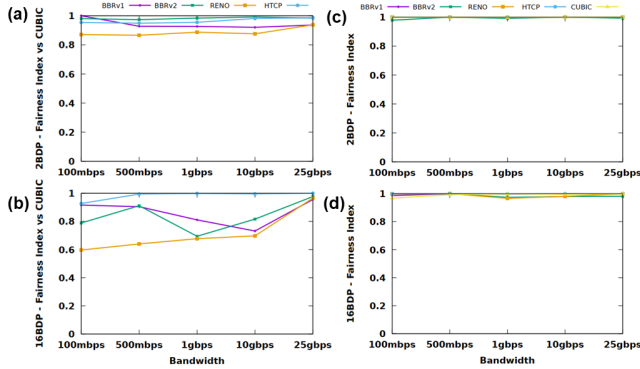 (a)
BBRv1 BBRv2 RENO HTCP
2BDP - Fairness Index vs CUBIC
1
0.8
0.6
0.4
0.2
0
100mbps 500mbps 1gbps 10gbps 25gbps
(c)
BBRv1 BBRv2 RENO HTCP CUBIC
2BDP - Fairness Index
1
0.8
0.6
0.4
0.2
0
100mbps 500mbps 1gbps 10gbps 25gbps
(b)
16BDP - Fairness Index vs CUBIC
1
0.8
0.6
0.4
0.2
0
100mbps 500mbps 1gbps 10gbps 25gbps
Bandwidth
(d)
16BDP - Fairness Index
1
0.8
0.6
0.4
0.2
0
100mbps 500mbps 1gbps 10gbps 25gbps
Bandwidth